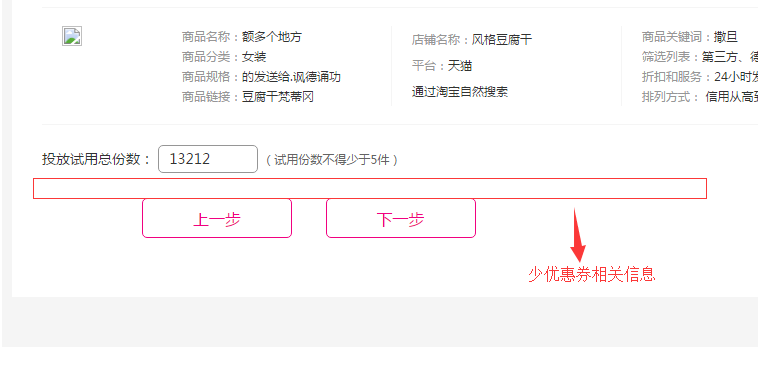 商品名称：额多个地方
商品分类：女装
商品规格：的发送给,讽德诵功
商品链接：豆腐干梵蒂冈
店铺名称：风格豆腐干
平台：天猫
通过淘宝自然搜索
商品关键词：撒旦
筛选列表：第三方、德
折扣和服务：24小时发
排列方式： 信用从高到
投放试用总份数： 13212 （试用份数不得少于5件）
上一步 下一步
少优惠券相关信息